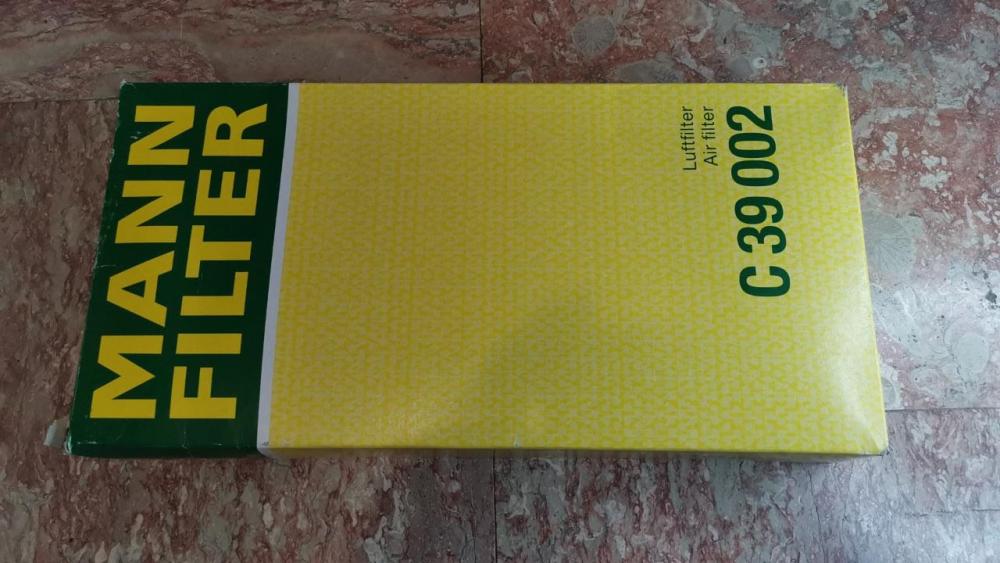 MANN
FILTER
Luftfilter
Air filter
C 39 002